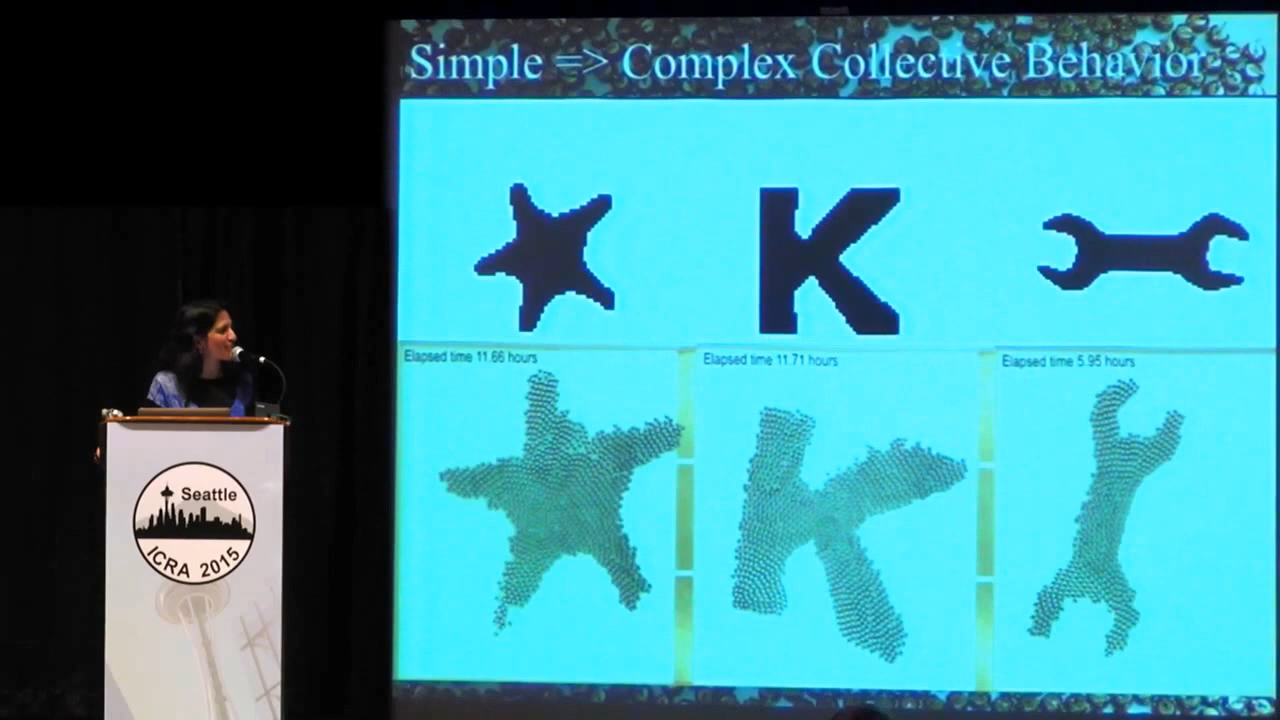 Simple => Complex Collective Behavior
K
Elapsed time 11.66 hours
Elapsed time 11.71 hours
Elapsed time 5.95 hours
K
Seattle
ICRA 2015